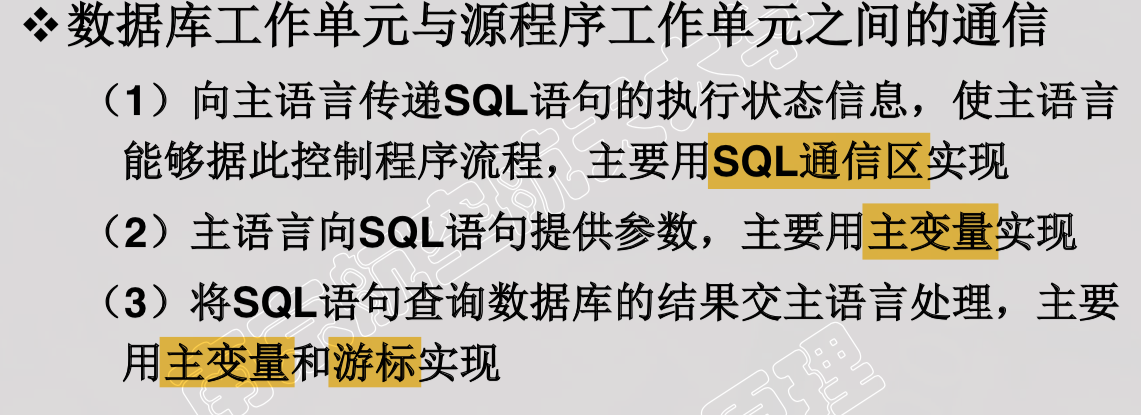 ❖数据库工作单元与源程序工作单元之间的通信
（1）向主语言传递SQL语句的执行状态信息，使主语言
能够据此控制程序流程，主要用SQL通信区实现
（2）主语言向SQL语句提供参数，主要用主变量实现
（3）将SQL语句查询数据库的结果交主语言处理，主要
用主变量和游标实现